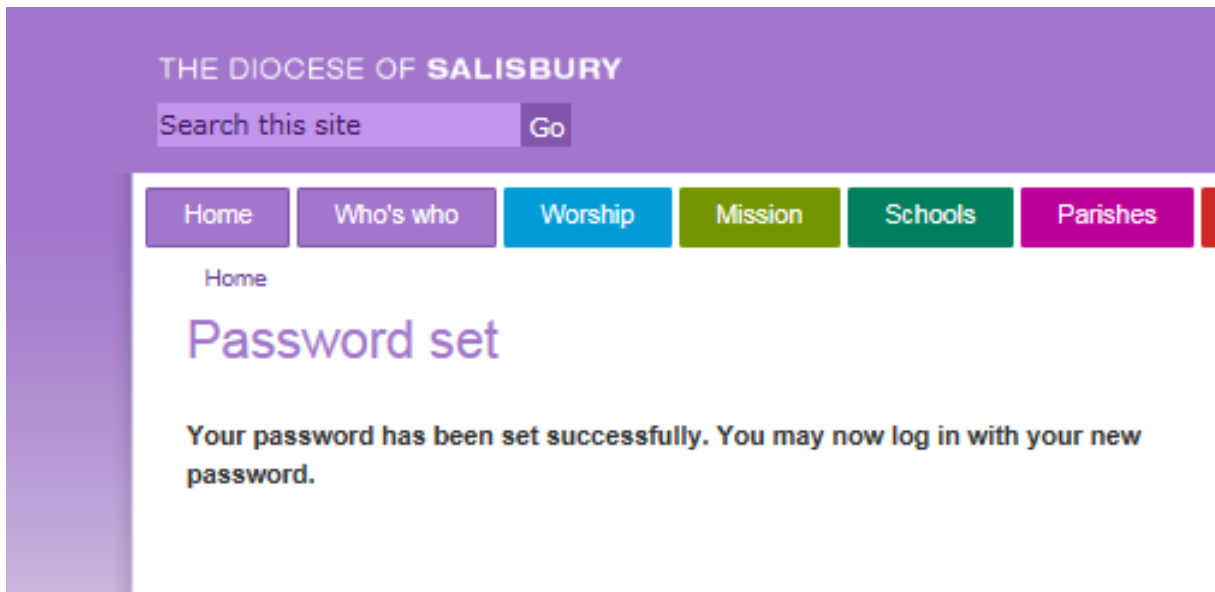 THE DIOCESE OF SALISBURY
Search this site Go
Home Who's who Worship Mission Schools Parishes
Home
Password set
Your password has been set successfully. You may now log in with your new
password.